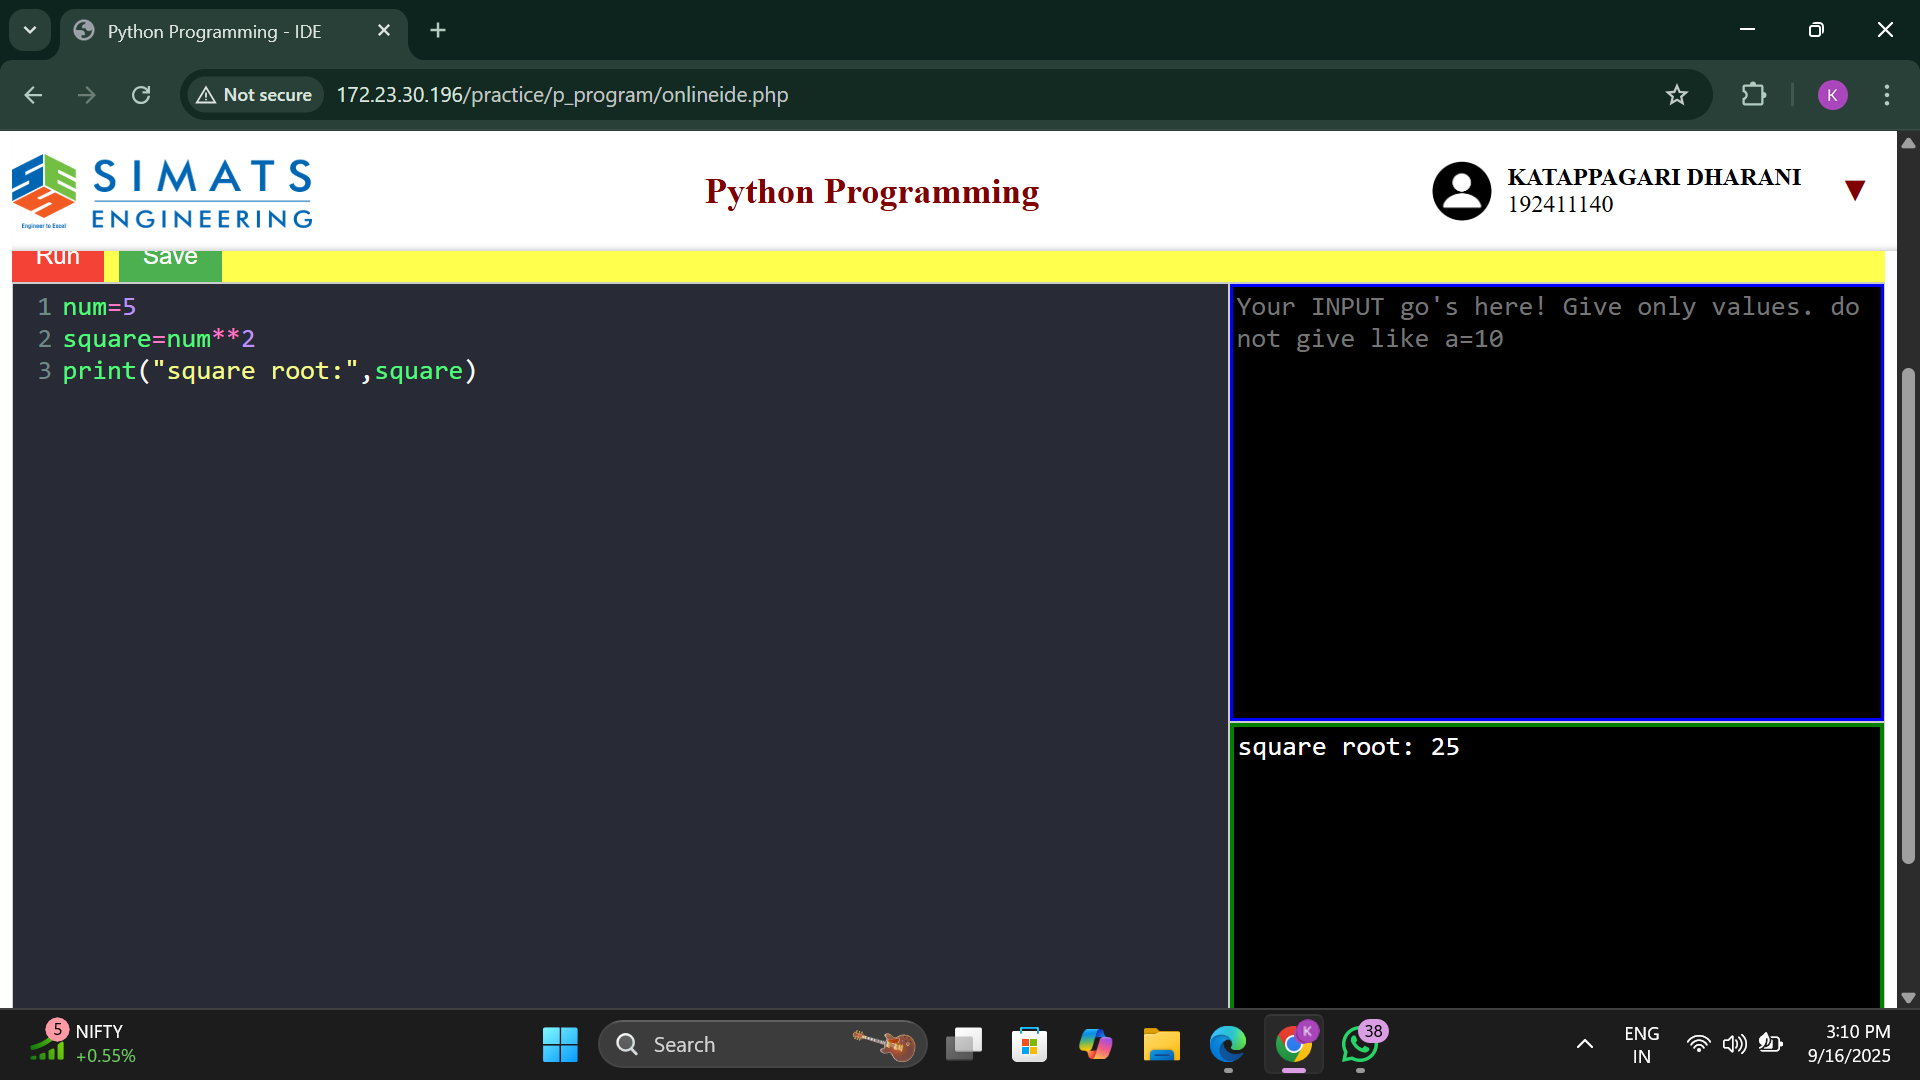 Python Programming - IDE
Not secure 172.23.30.196/practice/p_program/onlineide.php K
SIMATS
ENGINEERING
Engineer to Excel
Python Programming
KATAPPAGARI DHARANI
192411140
▼
Run Save
1 num=5
2 square=num**2
3 print("square root:",square)
Your INPUT go's here! Give only values. do
not give like a=10
square root: 25
5 NIFTY
+0.55%
Search
K
38
ENG
IN
3:10 PM
9/16/2025